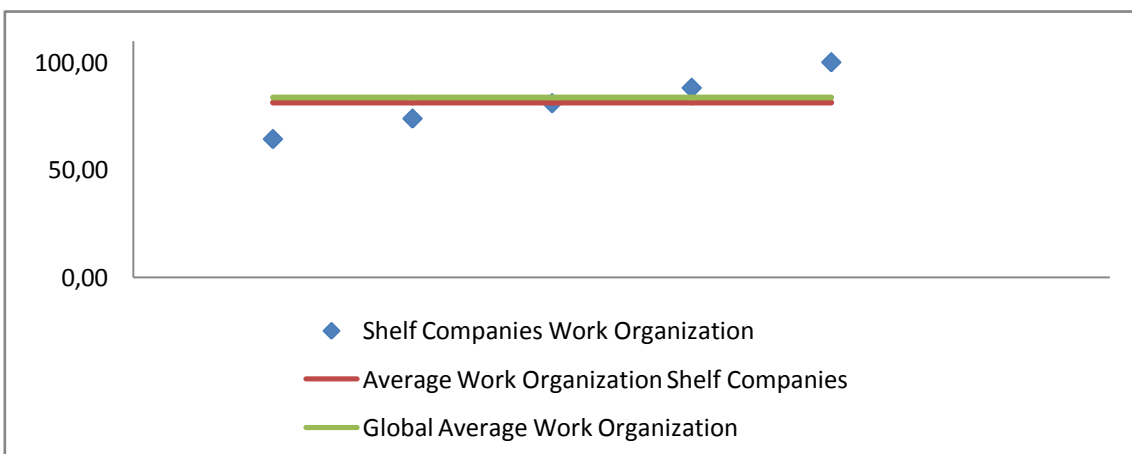 100,00
50,00
0,00
Shelf Companies Work Organization
Average Work Organization Shelf Companies
Global Average Work Organization